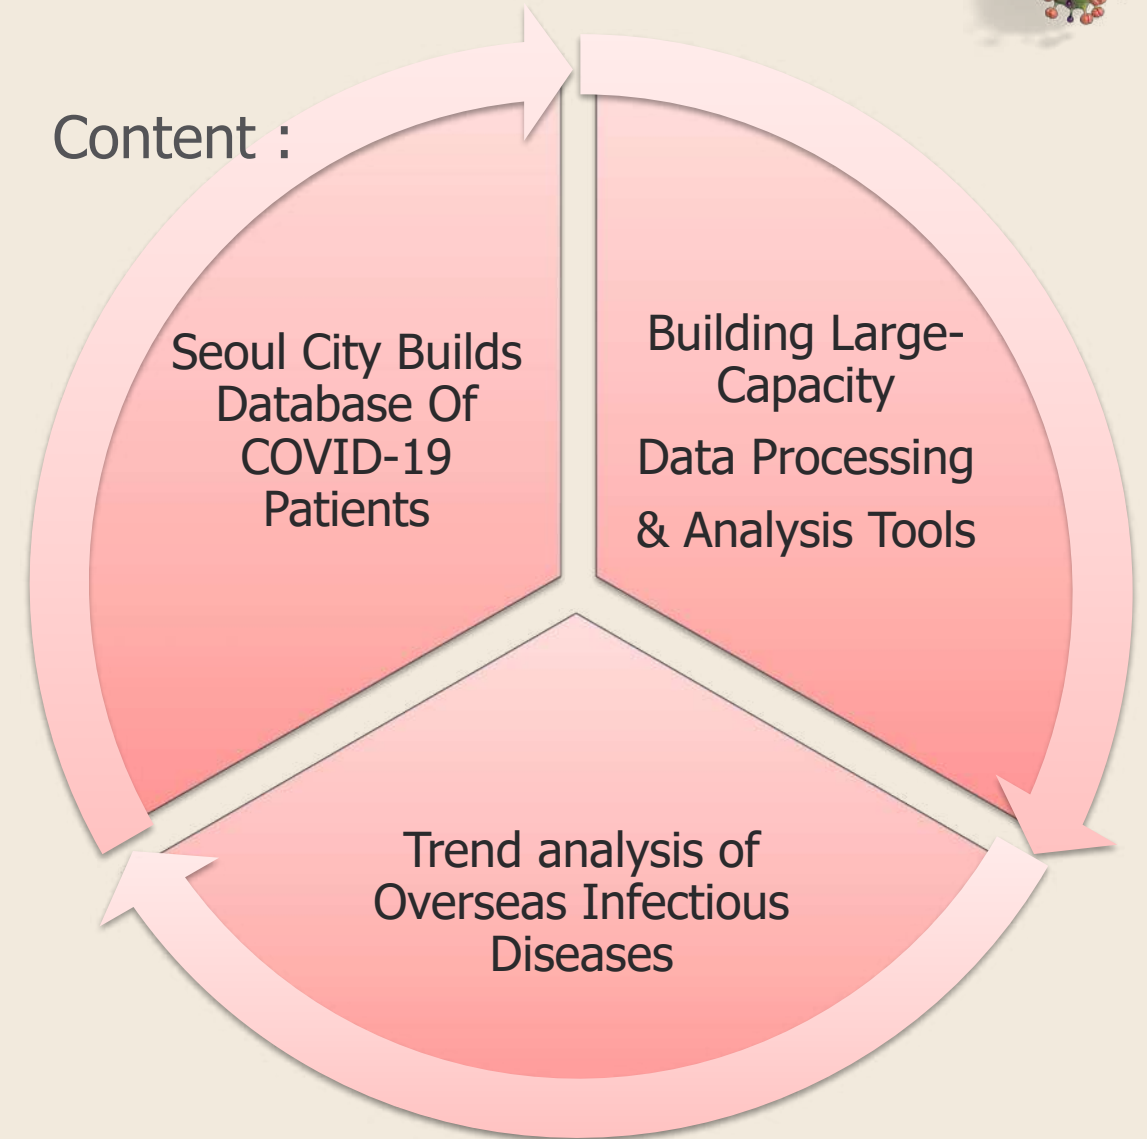 Content :
Seoul City Builds
Database Of
COVID-19
Patients
Building Large-
Capacity
Data Processing
& Analysis Tools
Trend analysis of
Overseas Infectious
Diseases